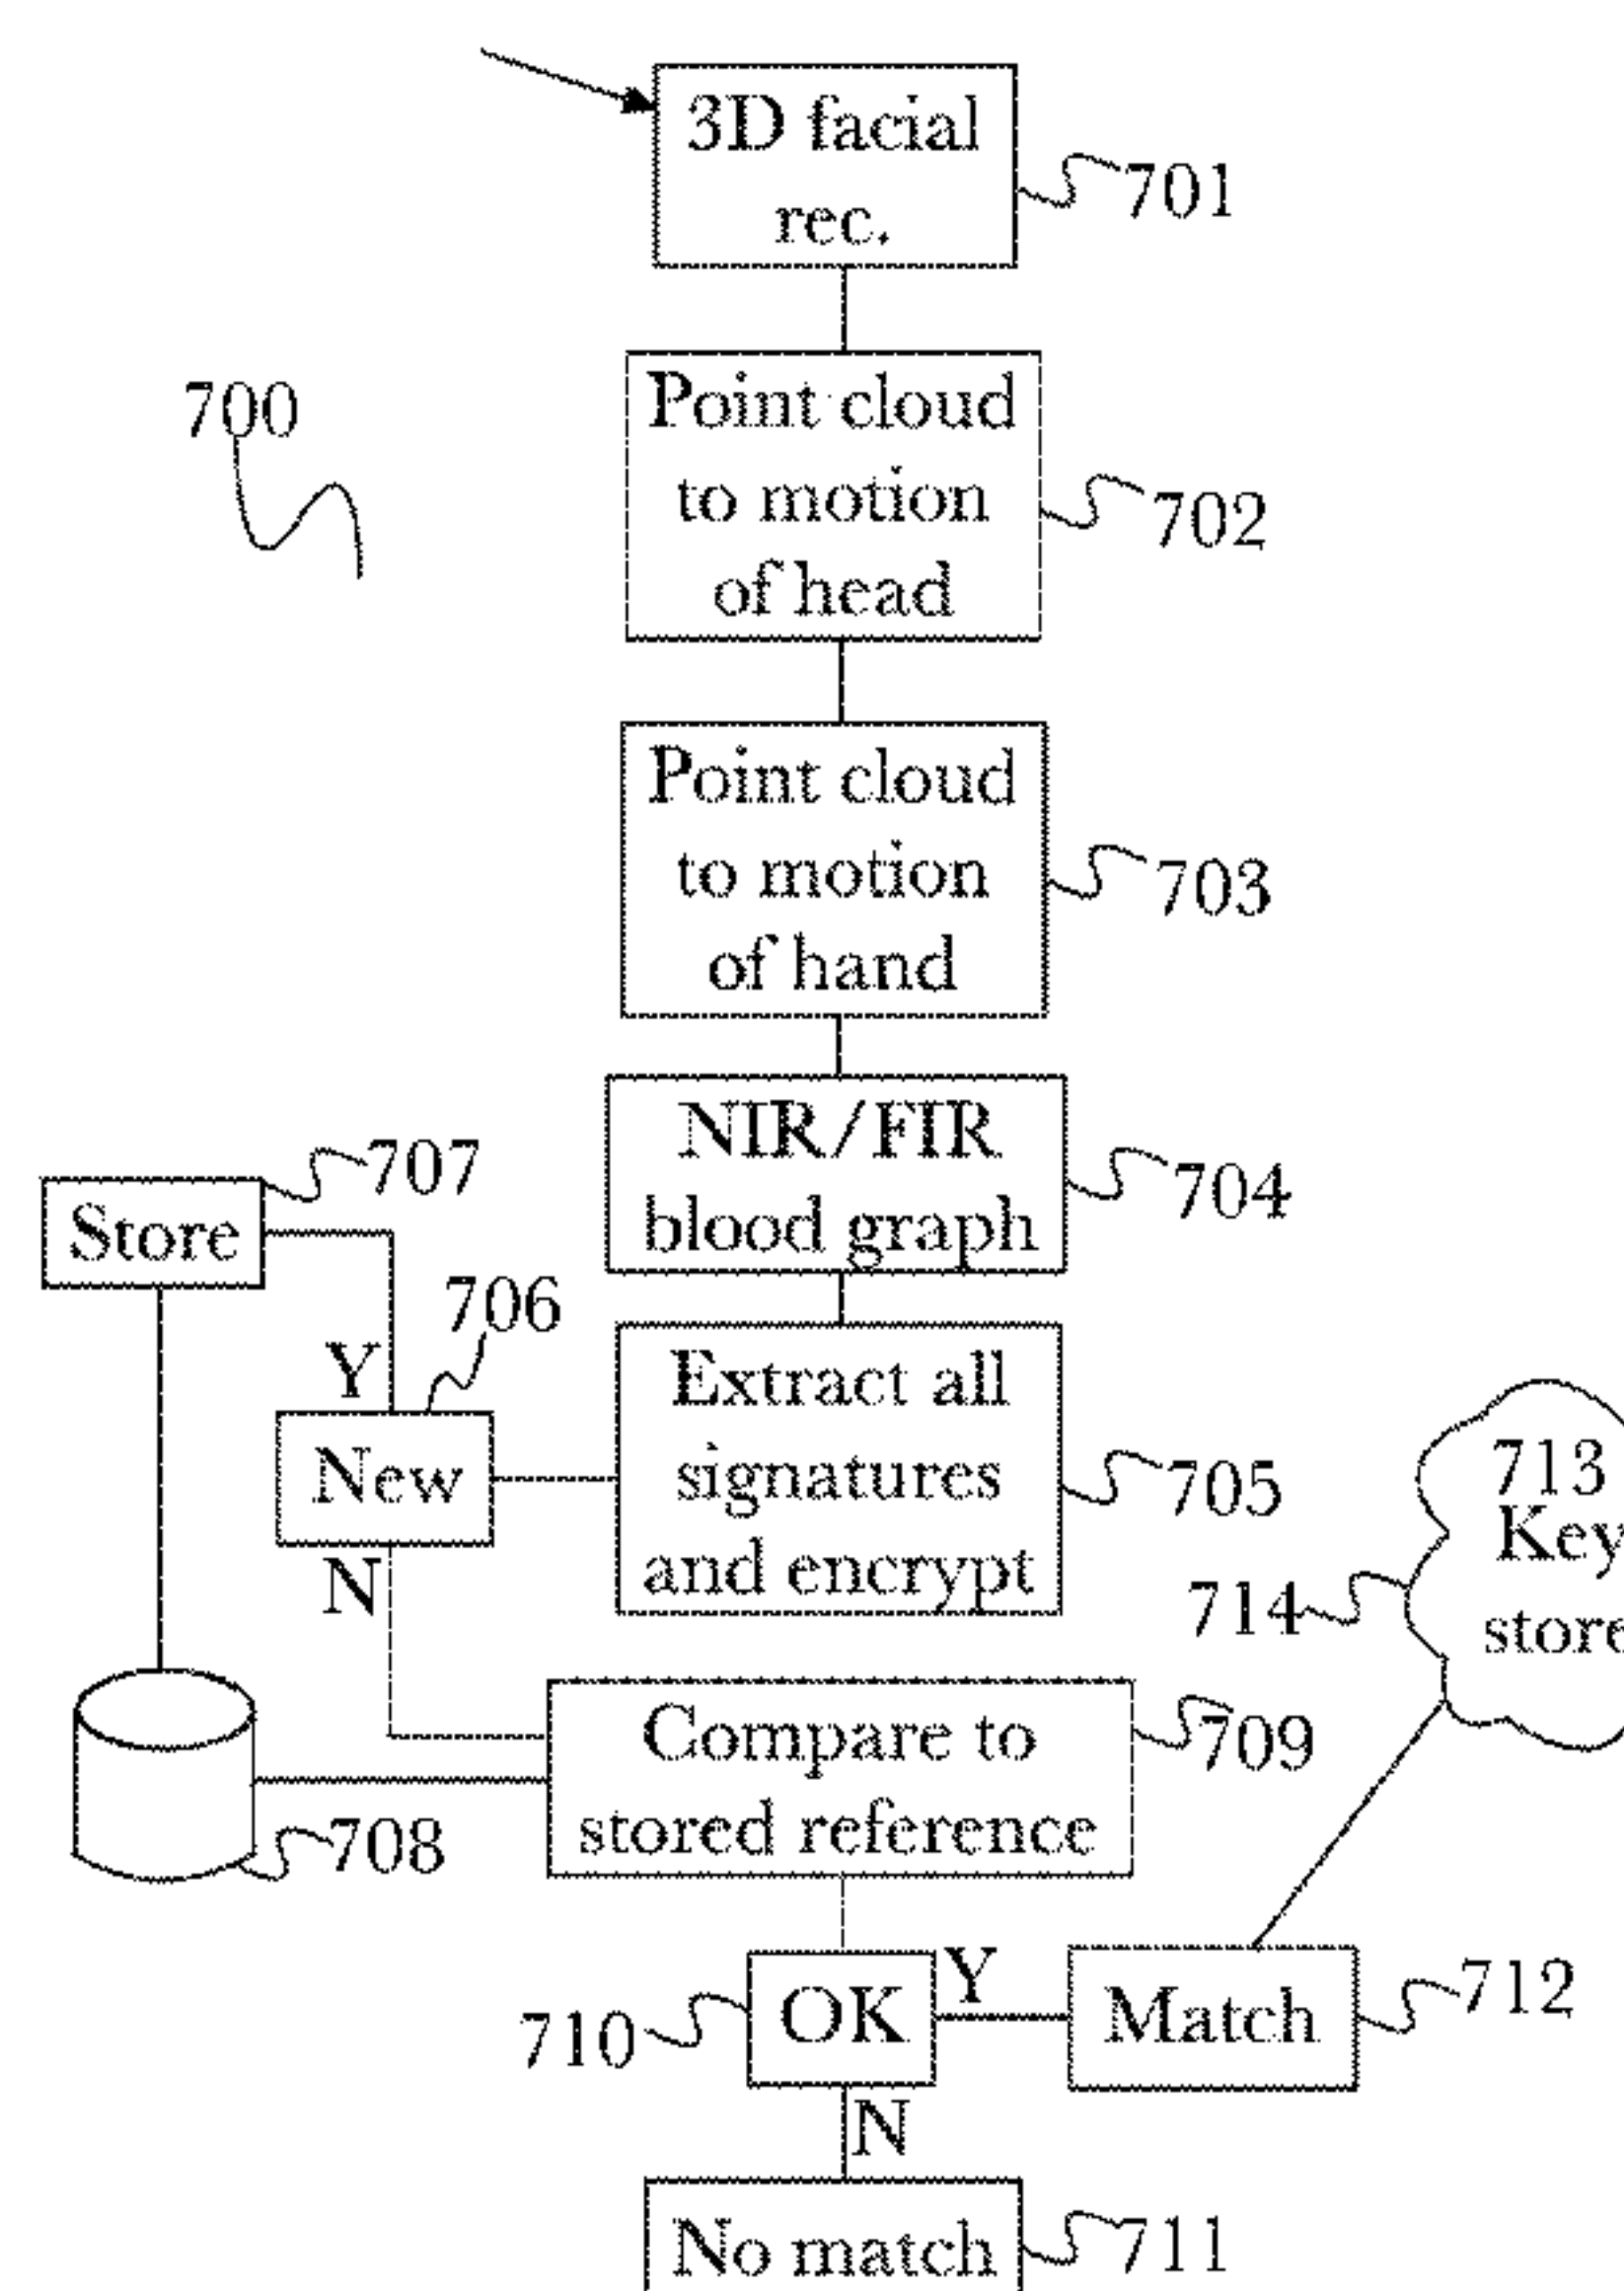 3D facial
rec.
701
700
Point cloud
to motion
of head
702
Point cloud
to motion
of hand
703
NIR/FIR
blood graph
704
707
Store
706
Y
New
N
Extract all
signatures
and encrypt
705
713
Key
store
714
Compare to
stored reference
709
708
OK
710
Y
Match
712
N
No match
711